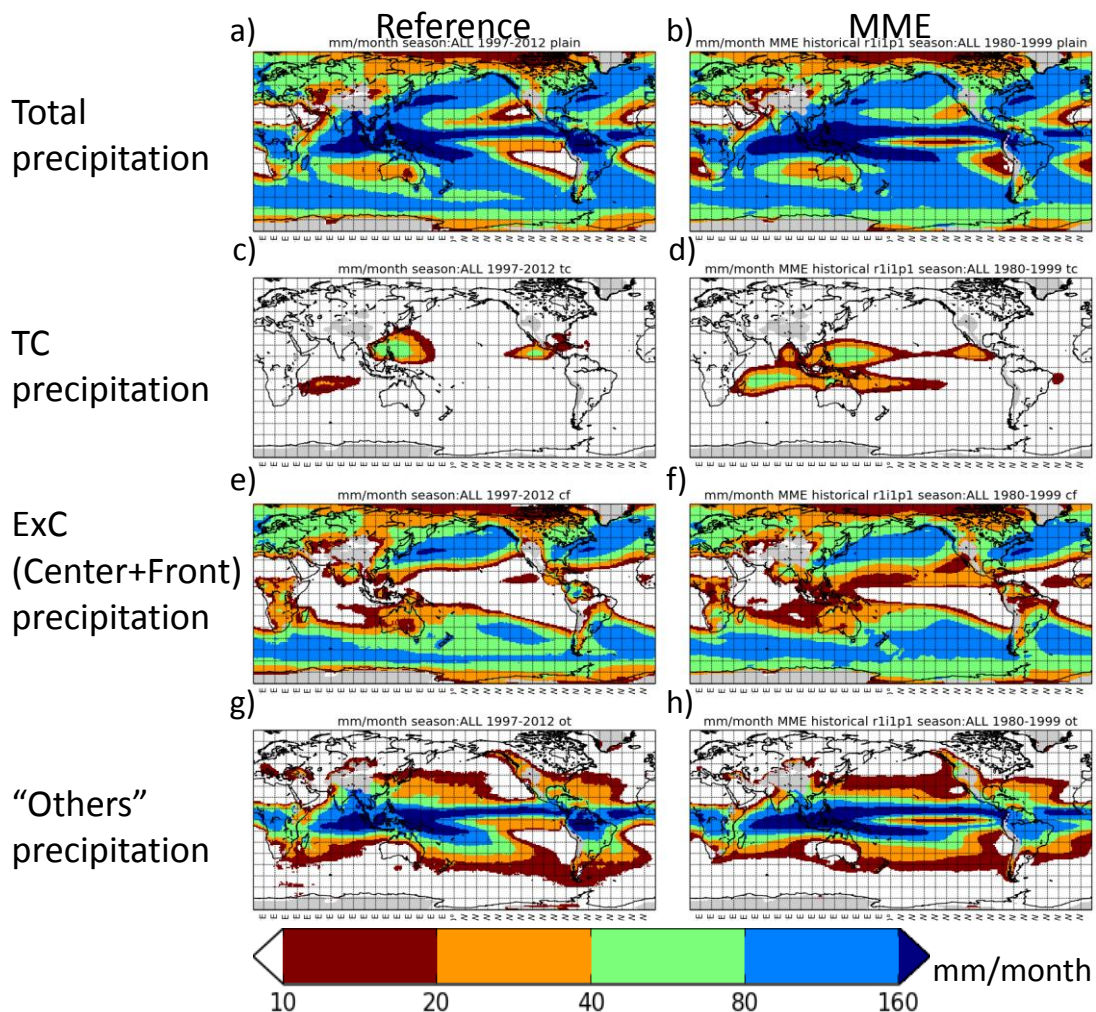 Reference
MME
a)
mm/month season:ALL 1997-2012 plain
b)
mm/month MME historical r1i1p1 season:ALL 1980-1999 plain
Total
precipitation
c)
mm/month season:ALL 1997-2012 tc
d)
mm/month MME historical r1i1p1 season:ALL 1980-1999 tc
TC
precipitation
e)
mm/month season:ALL 1997-2012 cf
f)
mm/month MME historical r1i1p1 season:ALL 1980-1999 cf
ExC
(Center+Front)
precipitation
g)
mm/month season:ALL 1997-2012 ot
h)
mm/month MME historical r1i1p1 season:ALL 1980-1999 ot
“Others”
precipitation
mm/month
10 20 40 80 160